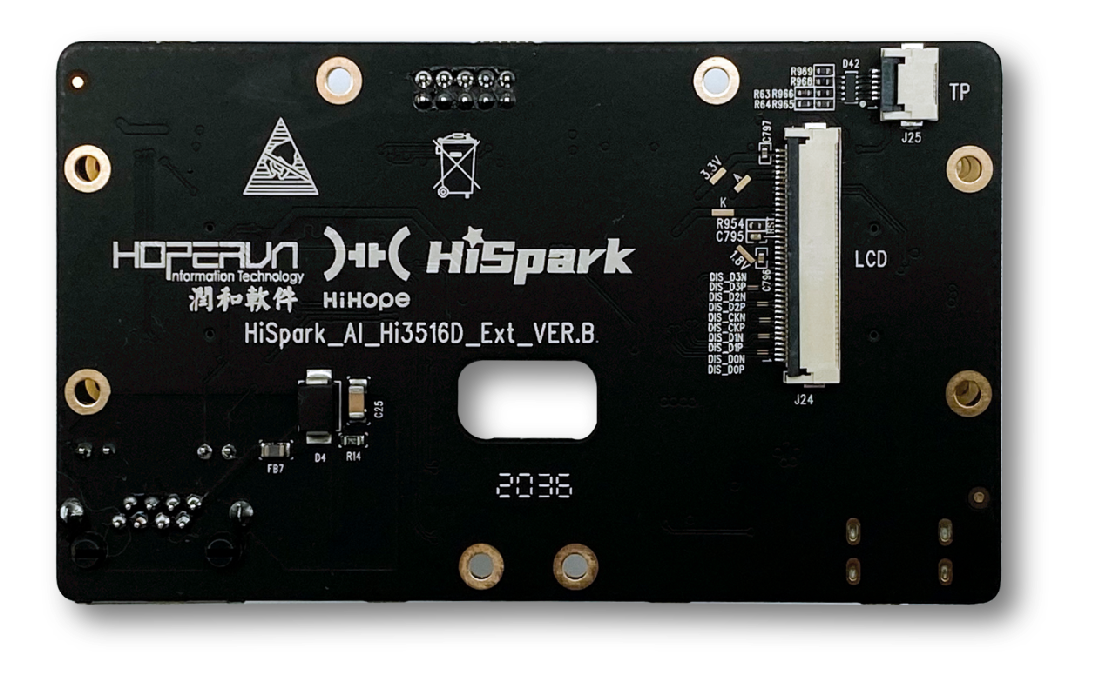 R969
R968
R63R966
R64R965
D42
TP
J25
C797
3.3V
A
K
R954
C795
1.8V
C796
LCD
HOPERUN
Information Technology
潤和軟件
HiHope
HiSpark
HiSpark_AI_Hi3516D_Ext_VER.B
DIS_D3N
DIS_D3P
DIS_D2N
DIS_D2P
DIS_CKN
DIS_CKP
DIS_D1N
DIS_D1P
DIS_D0N
DIS_D0P
J24
C25
FB7
D4
R14
2036